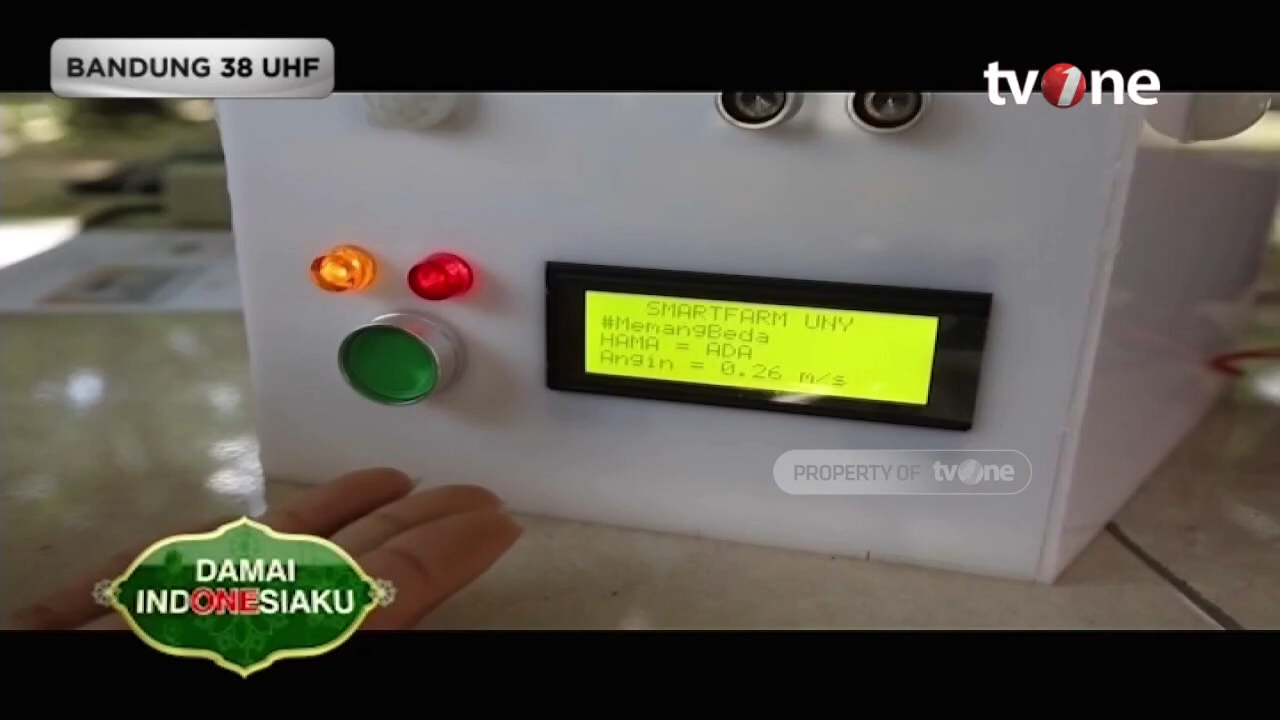 BANDUNG 38 UHF
tvOne
SMARTFARM UNY
#MemangBeda
HAMA = ADA
Angin = 0.26 m/s
PROPERTY OF tvOne
DAMAI
INDONESIAKU